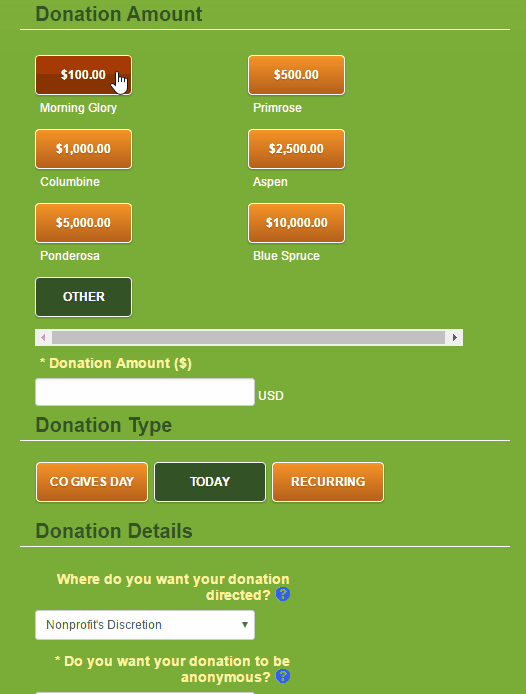 Donation Amount
$100.00 $500.00
Morning Glory Primrose
$1,000.00 $2,500.00
Columbine Aspen
$5,000.00 $10,000.00
Ponderosa Blue Spruce
OTHER
* Donation Amount ($)
USD
Donation Type
CO GIVES DAY TODAY RECURRING
Donation Details
Where do you want your donation
directed? ?
Nonprofit's Discretion
* Do you want your donation to be
anonymous? ?